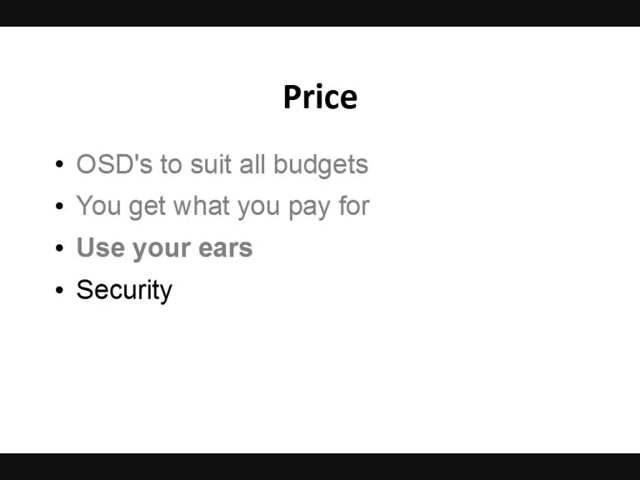 Price
• OSD's to suit all budgets
• You get what you pay for
• Use your ears
• Security